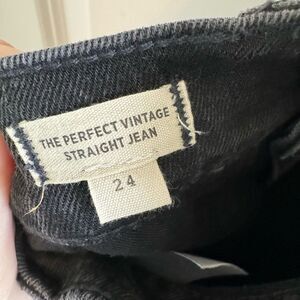 THE PERFECT VINTAGE
STRAIGHT JEAN
24